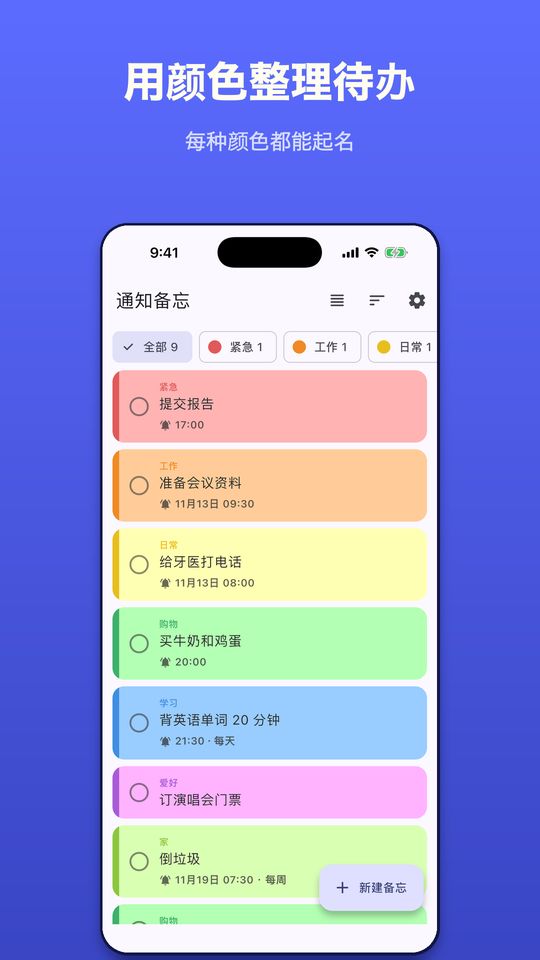 用颜色整理待办
每种颜色都能起名
9:41
通知备忘
全部 9
紧急 1
工作 1
日常 1
紧急
提交报告
17:00
工作
准备会议资料
11月13日 09:30
日常
给牙医打电话
11月13日 08:00
购物
买牛奶和鸡蛋
20:00
学习
背英语单词 20 分钟
21:30 · 每天
爱好
订演唱会门票
家
倒垃圾
11月19日 07:30 · 每周
新建备忘
购物